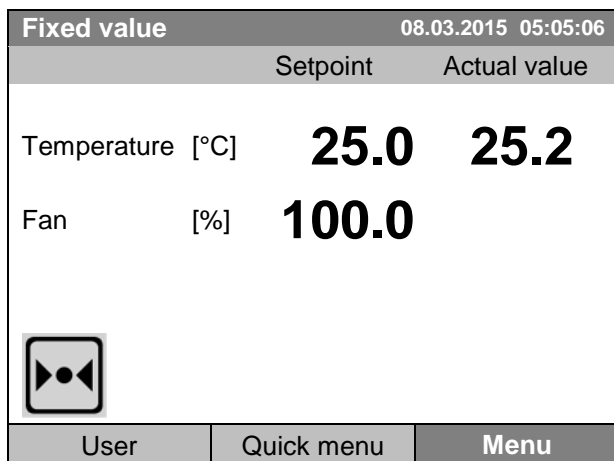 Fixed value 08.03.2015 05:05:06
Setpoint Actual value
Temperature [°C] 25.0 25.2
Fan [%] 100.0
User Quick menu Menu